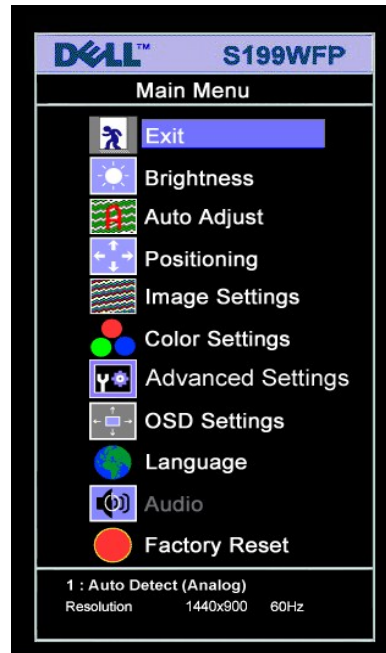 DELL™ S199WFP
Main Menu
Exit
Brightness
A
Auto Adjust
Positioning
Image Settings
Color Settings
Advanced Settings
OSD Settings
Language
Audio
Factory Reset
1 : Auto Detect (Analog)
Resolution 1440x900 60Hz